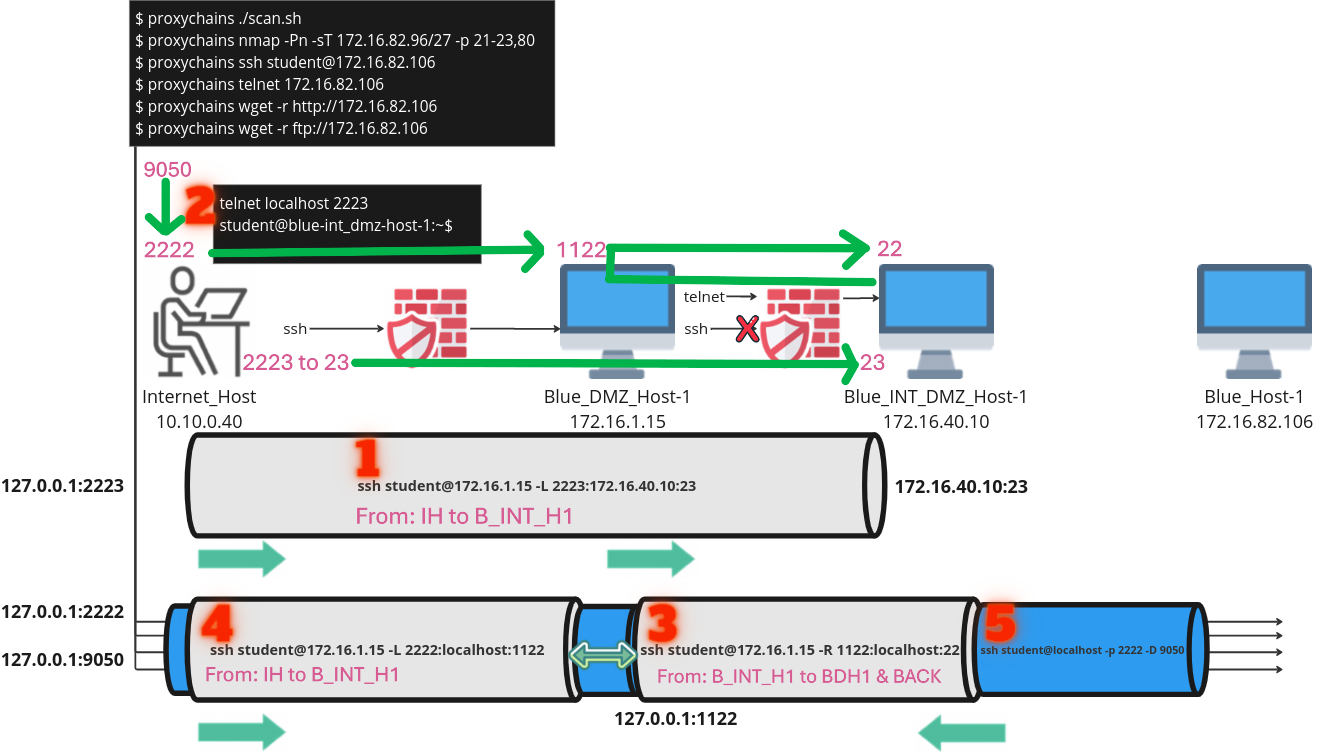 $ proxychains ./scan.sh
$ proxychains nmap -Pn -sT 172.16.82.96/27 -p 21-23,80
$ proxychains ssh student@172.16.82.106
$ proxychains telnet 172.16.82.106
$ proxychains wget -r http://172.16.82.106
$ proxychains wget -r ftp://172.16.82.106
9050
2
telnet localhost 2223
student@blue-int_dmz-host-1:~$
2222
1122
22
telnet
ssh
ssh
2223 to 23
23
Internet_Host
10.10.0.40
Blue_DMZ_Host-1
172.16.1.15
Blue_INT_DMZ_Host-1
172.16.40.10
Blue_Host-1
172.16.82.106
1
127.0.0.1:2223
ssh student@172.16.1.15 -L 2223:172.16.40.10:23
172.16.40.10:23
From: IH to B_INT_H1
127.0.0.1:2222
127.0.0.1:9050
4
ssh student@172.16.1.15 -L 2222:localhost:1122
From: IH to B_INT_H1
3
ssh student@172.16.1.15 -R 1122:localhost:22
From: B_INT_H1 to BDH1 & BACK
5
ssh student@localhost -p 2222 -D 9050
127.0.0.1:1122